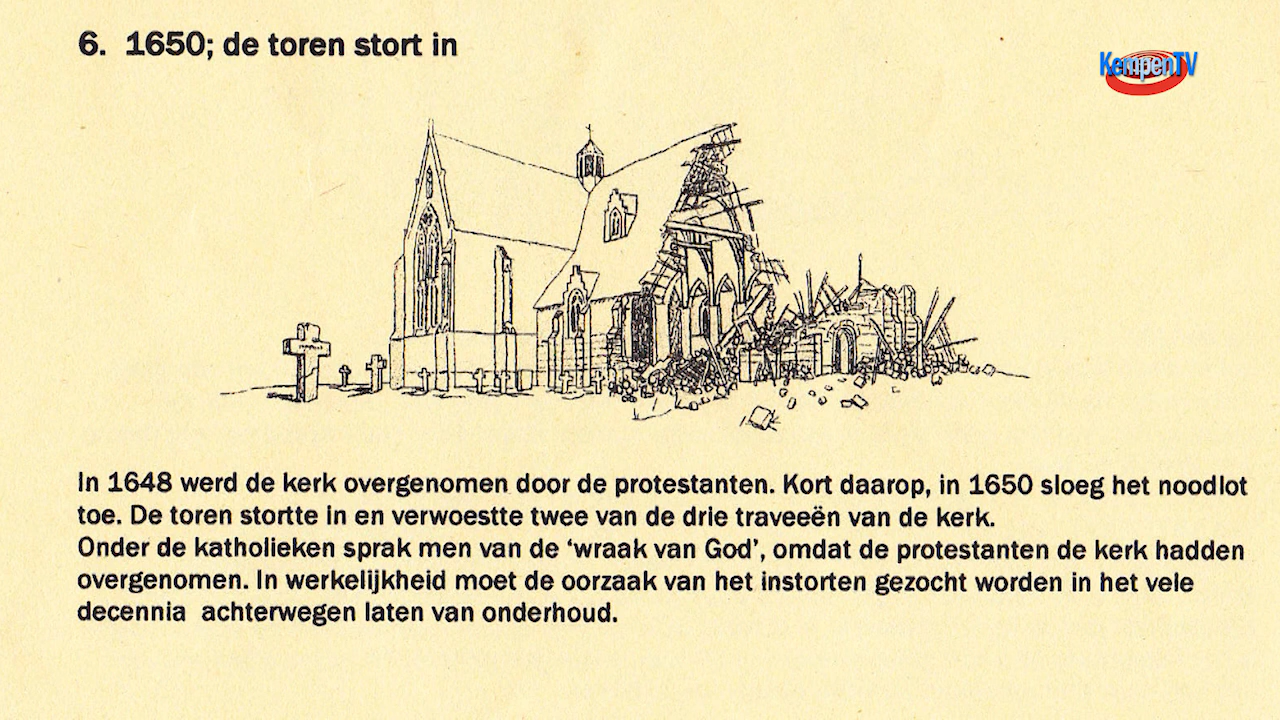 6. 1650; de toren stort in
KempenTV
In 1648 werd de kerk overgenomen door de protestanten. Kort daarop, in 1650 sloeg het noodlot
toe. De toren stortte in en verwoestte twee van de drie traveeën van de kerk.
Onder de katholieken sprak men van de ‘wraak van God’, omdat de protestanten de kerk hadden
overgenomen. In werkelijkheid moet de oorzaak van het instorten gezocht worden in het vele
decennia achterwegen laten van onderhoud.